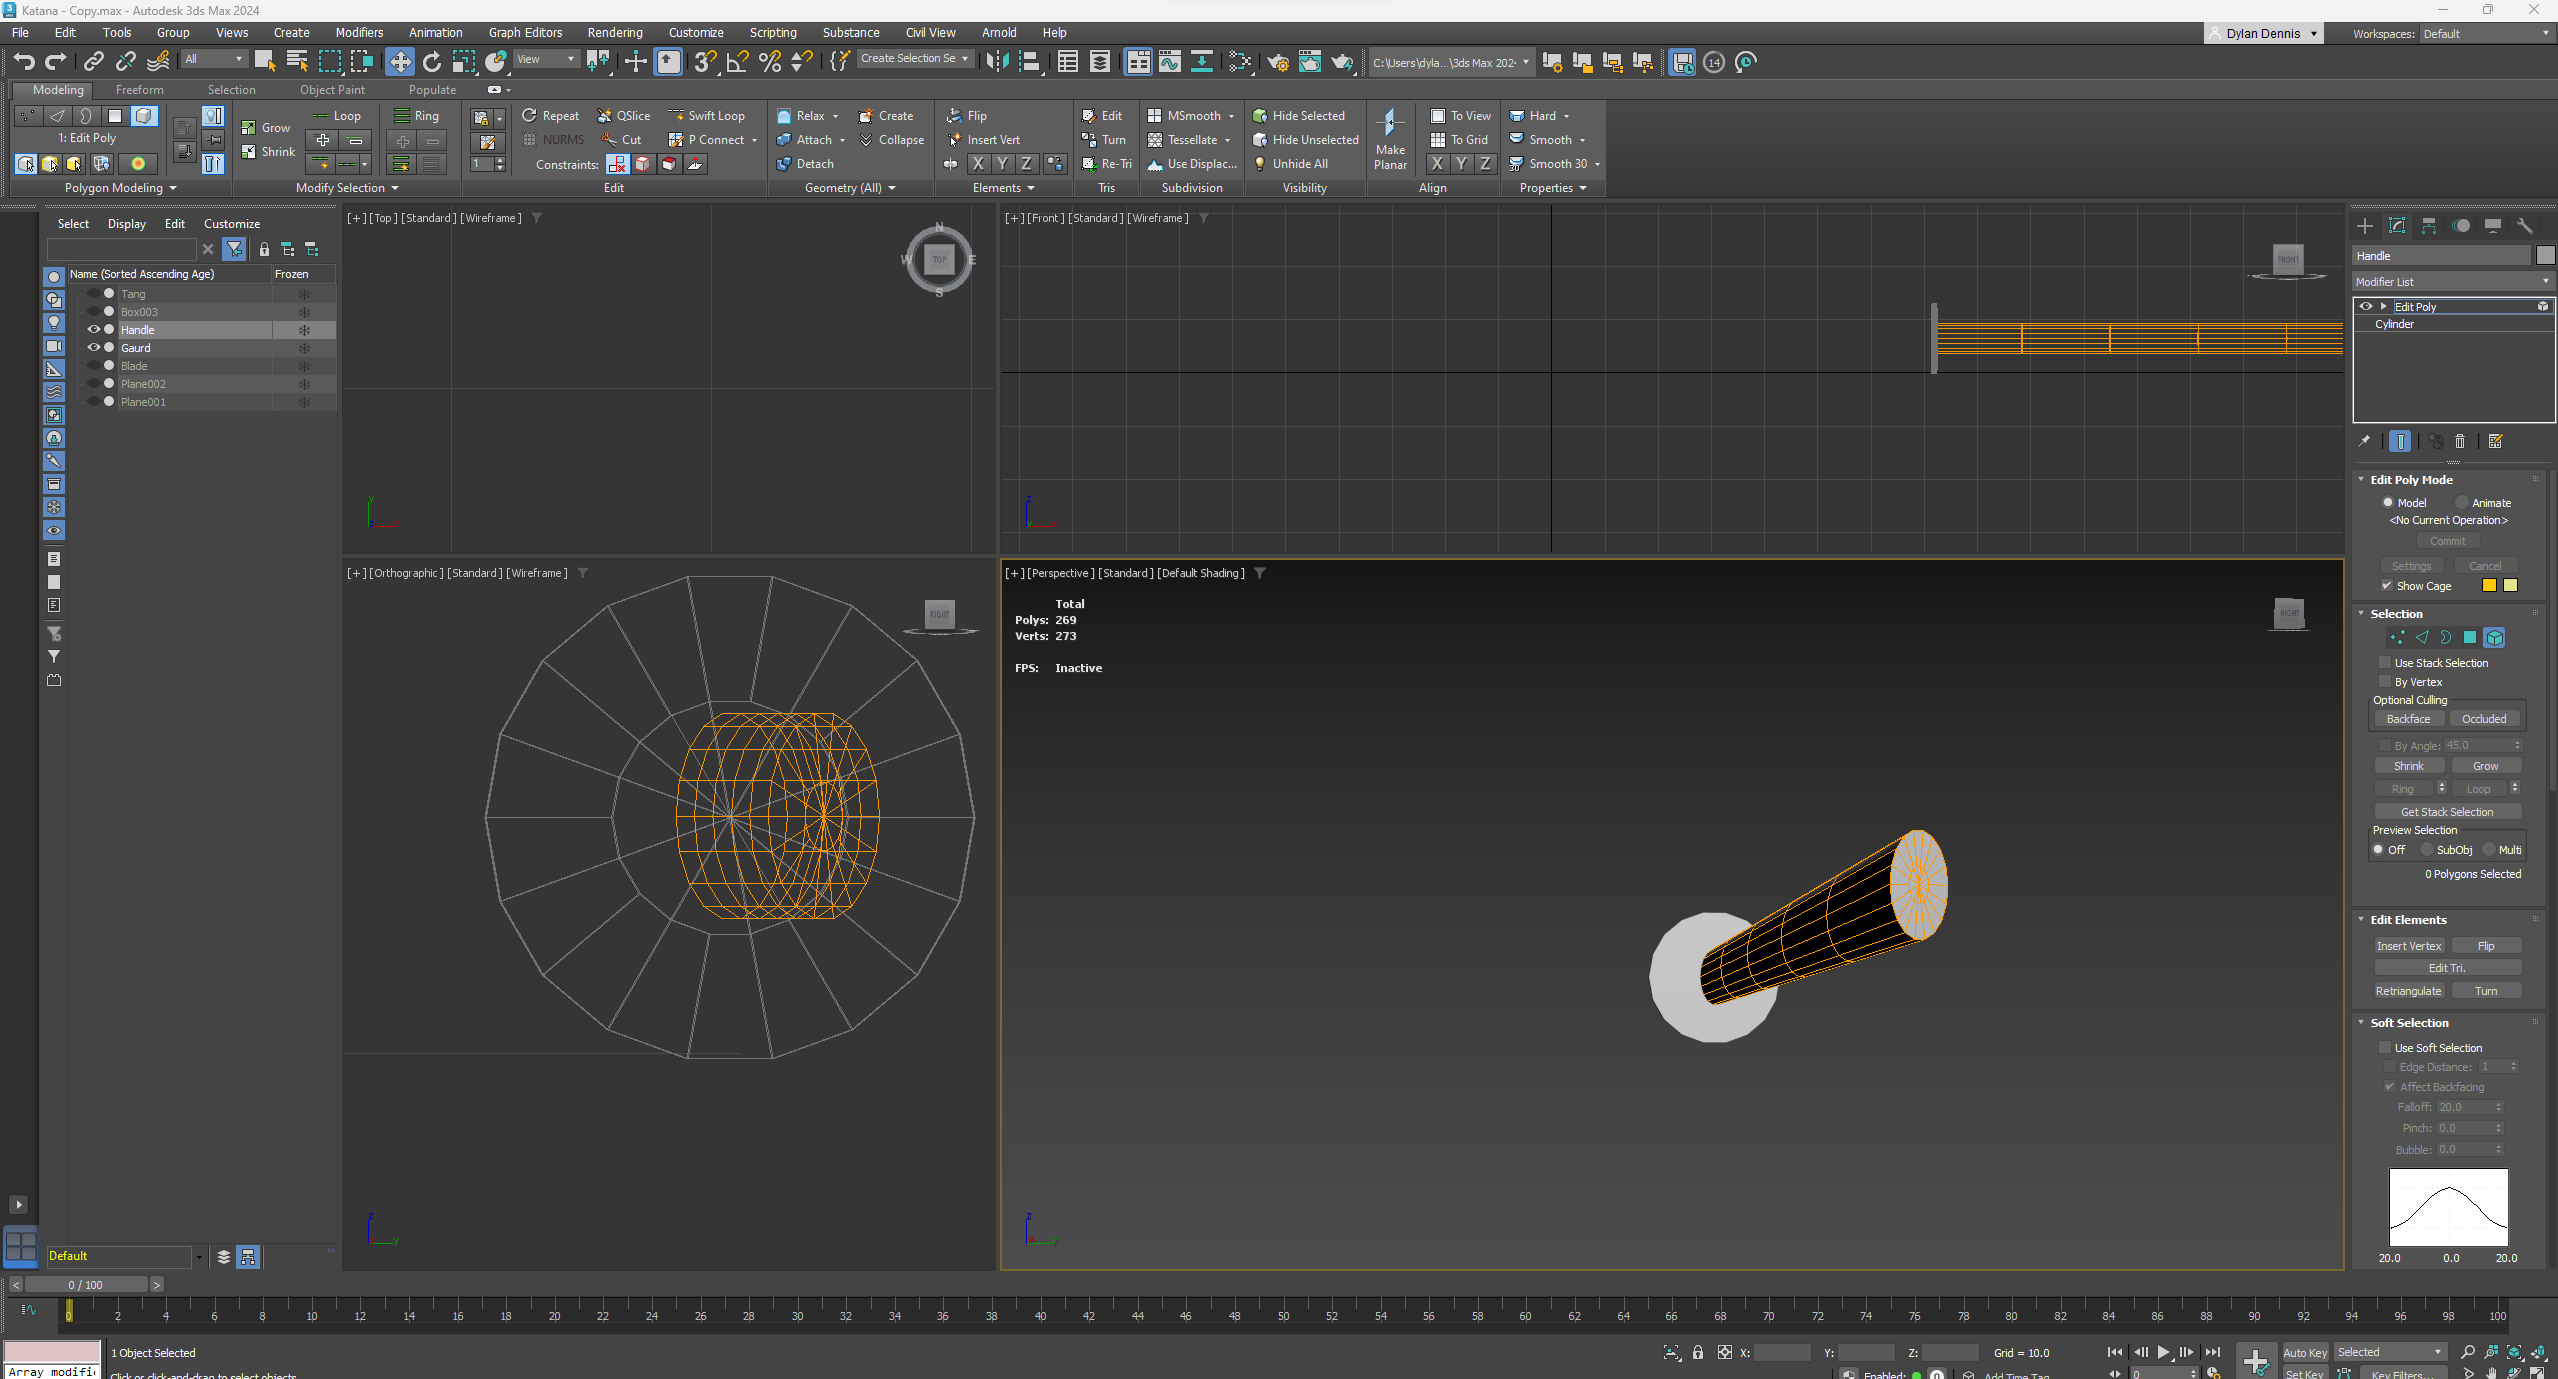 Katana - Copy.max - Autodesk 3ds Max 2024
File Edit Tools Group Views Create Modifiers Animation Graph Editors Rendering Customize Scripting Substance Civil View Arnold Help
Dylan Dennis Workspaces: Default
All View Create Selection Se C:\Users\dyla...\3ds Max 202 14
Modeling Freeform Selection Object Paint Populate
Loop Ring Repeat QSlice Swift Loop Relax Create Flip Edit MSmooth Hide Selected To View Hard
1: Edit Poly Grow NURMS Cut P Connect Attach Collapse Insert Vert Turn Tessellate Hide Unselected Make Planar To Grid Smooth
Shrink 1 Constraints: Detach X Y Z Re-Tri Use Displac... Unhide All X Y Z Smooth 30
Polygon Modeling Modify Selection Edit Geometry (All) Elements Tris Subdivision Visibility Align Properties
Select Display Edit Customize
Name (Sorted Ascending Age) Frozen
Tang
Box003
Handle
Gaurd
Blade
Plane002
Plane001
Default
[+] [Top] [Standard] [Wireframe]
N
W TOP E
S
y
x
[+] [Front] [Standard] [Wireframe]
FRONT
z
y x
[+] [Orthographic] [Standard] [Wireframe]
RIGHT
z
y
[+] [Perspective] [Standard] [Default Shading]
Total
Polys: 269
Verts: 273
FPS: Inactive
RIGHT
z
y
Handle
Modifier List
Edit Poly
Cylinder
Edit Poly Mode
Model Animate
<No Current Operation>
Commit
Settings Cancel
Show Cage
Selection
Use Stack Selection
By Vertex
Optional Culling
Backface Occluded
By Angle: 45.0
Shrink Grow
Ring Loop
Get Stack Selection
Preview Selection
Off SubObj Multi
0 Polygons Selected
Edit Elements
Insert Vertex Flip
Edit Tri.
Retriangulate Turn
Soft Selection
Use Soft Selection
Edge Distance: 1
Affect Backfacing
Falloff: 20.0
Pinch: 0.0
Bubble: 0.0
20.0 0.0 20.0
< 0 / 100 >
0 2 4 6 8 10 12 14 16 18 20 22 24 26 28 30 32 34 36 38 40 42 44 46 48 50 52 54 56 58 60 62 64 66 68 70 72 74 76 78 80 82 84 86 88 90 92 94 96 98 100
1 Object Selected X: Y: Z: Grid = 10.0 Auto Key Selected
Array modifi Click or click-and-drag to select objects Enabled: 0 Add Time Tag 0 Set Key Key Filters...